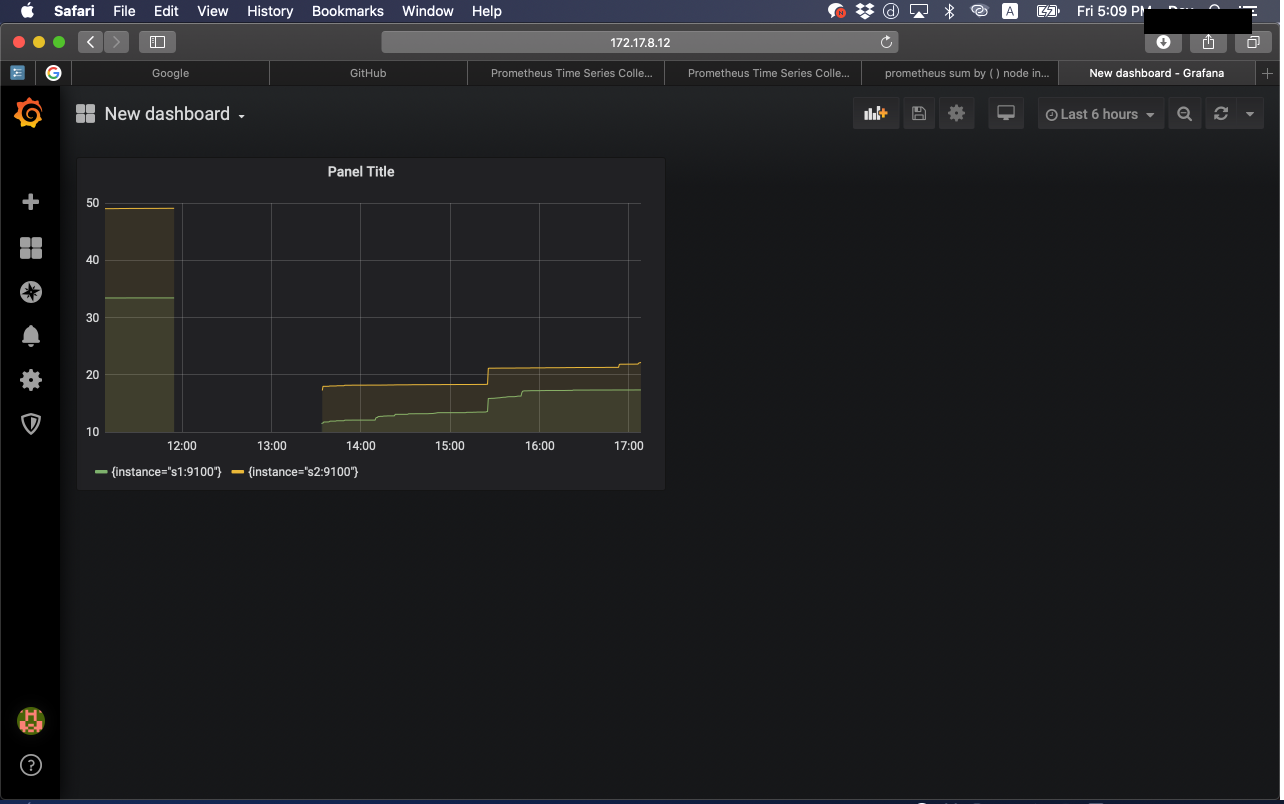 Safari File Edit View History Bookmarks Window Help A Fri 5:09
172.17.8.12
Google GitHub Prometheus Time Series Colle... Prometheus Time Series Colle... prometheus sum by ( ) node in... New dashboard - Grafana
New dashboard
Last 6 hours
Panel Title
50
40
30
20
10
12:00 13:00 14:00 15:00 16:00 17:00
{instance="s1:9100"} {instance="s2:9100"}